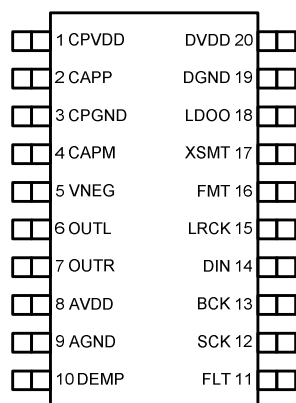 1 CPVDD DVDD 20
2 CAPP DGND 19
3 CPGND LDOO 18
4 CAPM XSMT 17
5 VNEG FMT 16
6 OUTL LRCK 15
7 OUTR DIN 14
8 AVDD BCK 13
9 AGND SCK 12
10 DEMP FLT 11